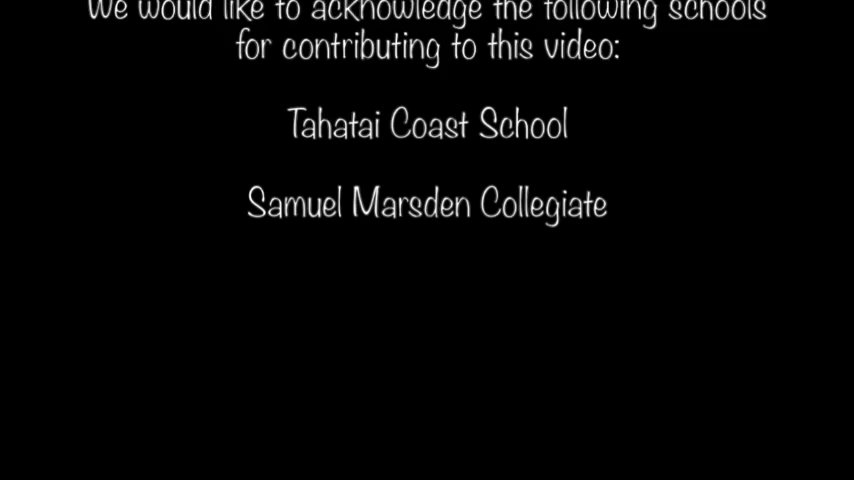 We would like to acknowledge the following schools
for contributing to this video:
Tahatai Coast School
Samuel Marsden Collegiate